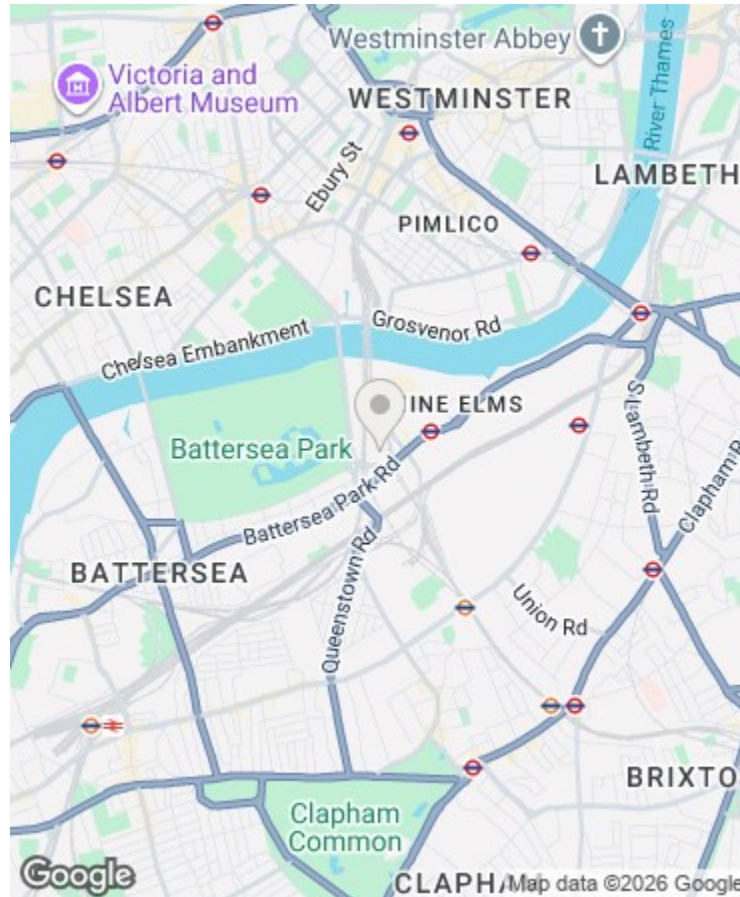 Westminster Abbey
Victoria and
Albert Museum
WESTMINSTER
River Thames
Ebury St
LAMBETH
PIMLICO
CHELSEA
Grosvenor Rd
Chelsea Embankment
INE ELMS
Battersea Park
S Lambeth Rd
Clapham R
Battersea Park Rd
BATTERSEA
Queenstown Rd
Union Rd
BRIXTO
Clapham
Common
Google
CLAPHA
Map data ©2026 Google